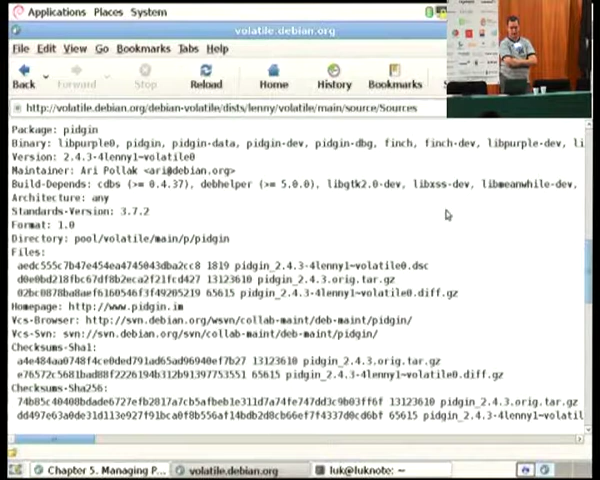 Applications Places System
volatile.debian.org
File Edit View Go Bookmarks Tabs Help
Back Forward Stop Reload Home History Bookmarks
http://volatile.debian.org/debian-volatile/dists/lenny/volatile/main/source/Sources
Package: pidgin
Binary: libpurple0, pidgin, pidgin-data, pidgin-dev, pidgin-dbg, finch, finch-dev, libpurple-dev, li
Version: 2.4.3-4lenny1~volatile0
Maintainer: Ari Pollak <ari@debian.org>
Build-Depends: cdbs (>= 0.4.37), debhelper (>= 5.0.0), libgtk2.0-dev, libxss-dev, libmeanwhile-dev,
Architecture: any
Standards-Version: 3.7.2
Format: 1.0
Directory: pool/volatile/main/p/pidgin
Files:
1819 pidgin_2.4.3-4lenny1~volatile0.dsc
13123610 pidgin_2.4.3.orig.tar.gz
65615 pidgin_2.4.3-4lenny1~volatile0.diff.gz
Homepage: http://www.pidgin.im
Vcs-Browser: http://svn.debian.org/wsvn/collab-maint/deb-maint/pidgin/
Vcs-Svn: svn://svn.debian.org/svn/collab-maint/deb-maint/pidgin/
Checksums-Sha1:
13123610 pidgin_2.4.3.orig.tar.gz
65615 pidgin_2.4.3-4lenny1~volatile0.diff.gz
Checksums-Sha256:
13123610 pidgin_2.4.3.orig.tar.gz
65615 pidgin_2.4.3-4lenny1~volatil
Chapter 5. Managing P... volatile.debian.org luk@luknote: ~